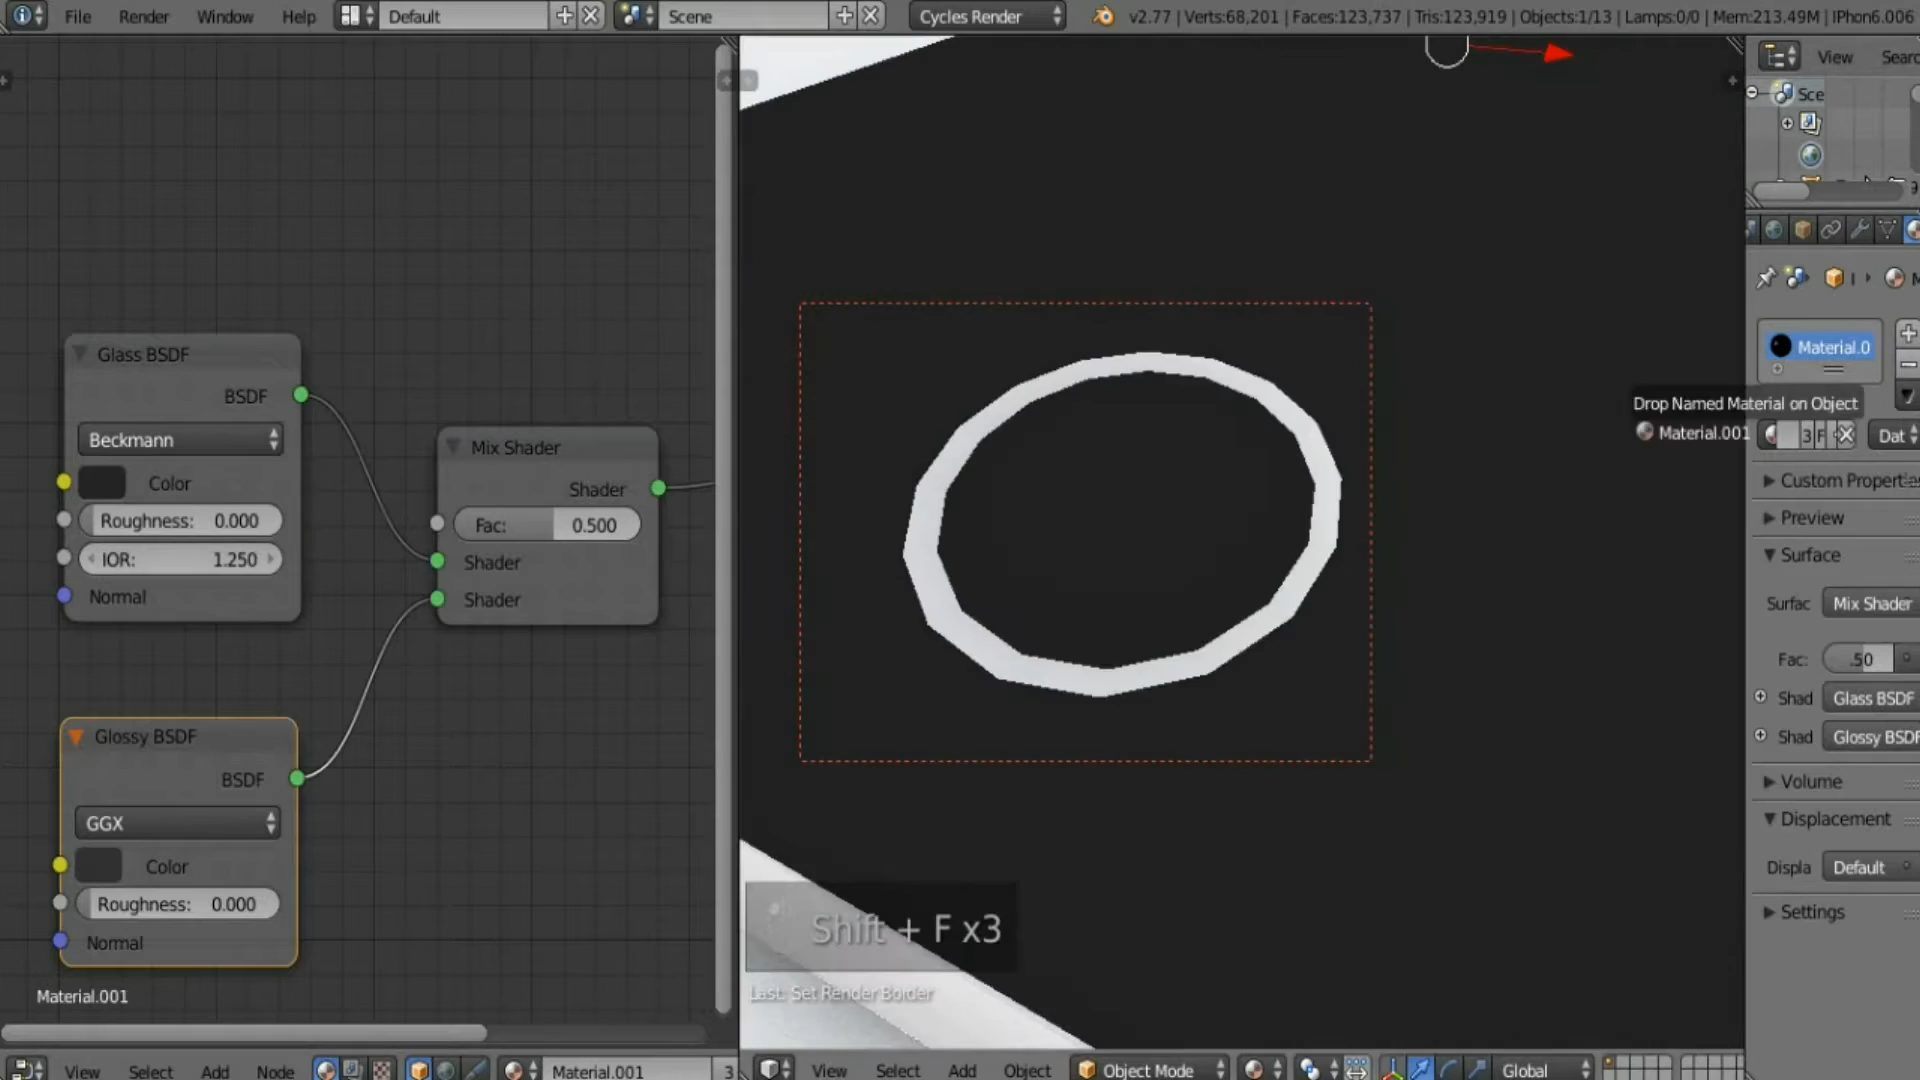 File Render Window Help Default Scene Cycles Render v2.77 | Verts:68,201 | Faces:123,737 | Tris:123,919 | Objects:1/13 | Lamps:0/0 | Mem:213.49M | IPhon6.006
View Searc
Sce
Glass BSDF
BSDF
Beckmann
Color
Roughness: 0.000
IOR: 1.250
Normal
Mix Shader
Shader
Fac: 0.500
Shader
Shader
Glossy BSDF
BSDF
GGX
Color
Roughness: 0.000
Normal
Material.001
Shift + F x3
Last: Set Render Border
Material.0
Drop Named Material on Object
Material.001
3 F Dat
Custom Properties
Preview
Surface
Surfac Mix Shader
Fac: .50
Shad Glass BSDF
Shad Glossy BSDF
Volume
Displacement
Displa Default
Settings
View Select Add Node Material.001 3
View Select Add Object Object Mode Global